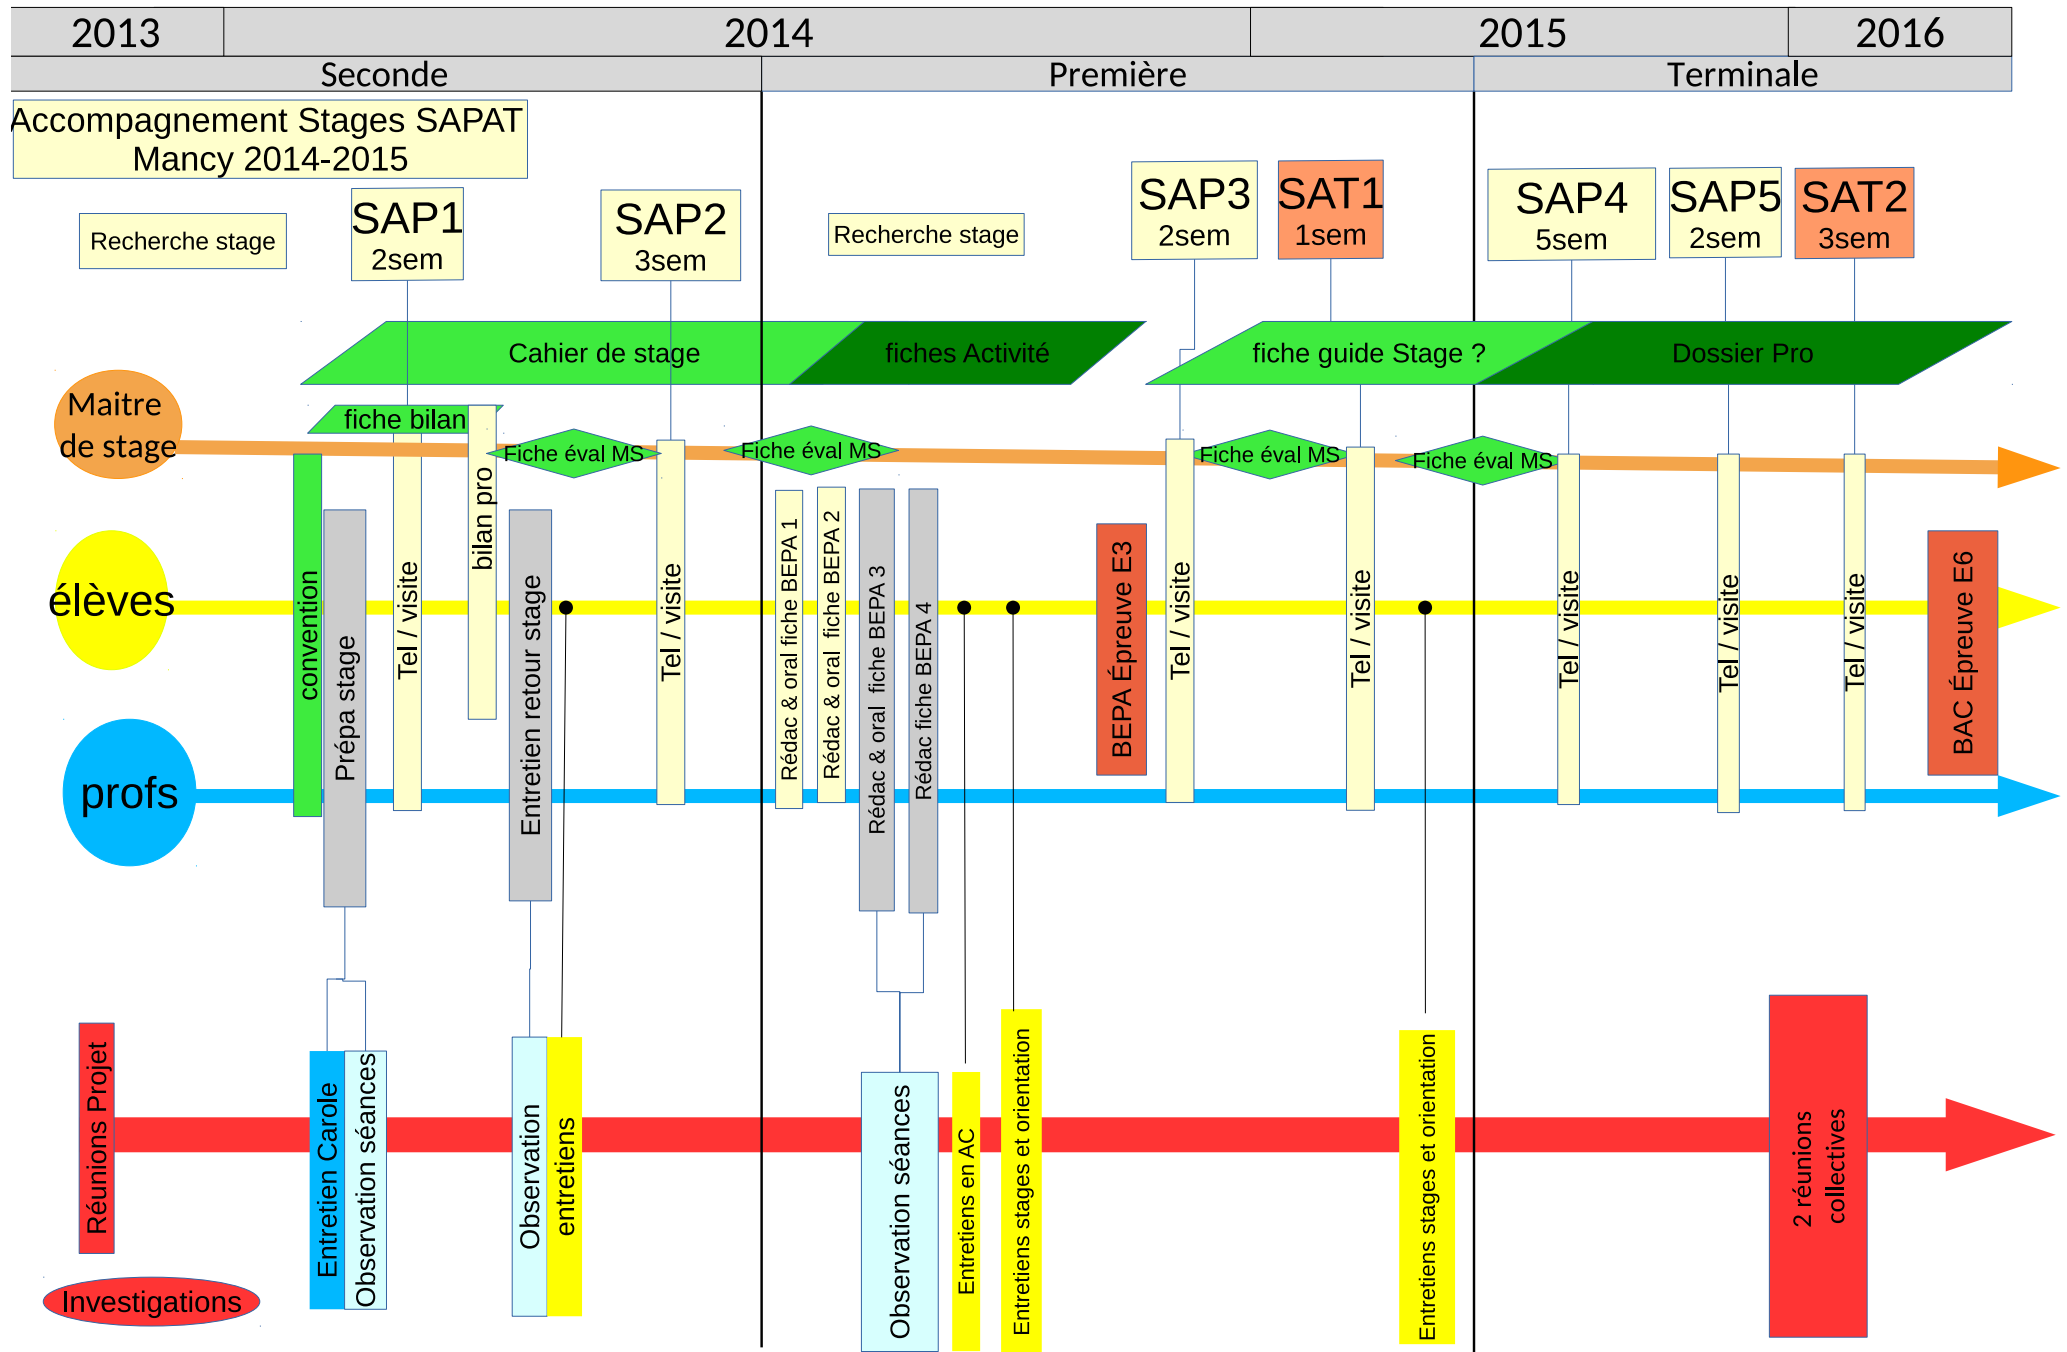 2013
2014
2015
2016
Seconde
Première
Terminale
Accompagnement Stages SAPAT
Mancy 2014-2015
Recherche stage
SAP1
2sem
SAP2
3sem
Recherche stage
SAP3
2sem
SAT1
1sem
SAP4
5sem
SAP5
2sem
SAT2
3sem
Cahier de stage
fiches Activité
fiche guide Stage ?
Dossier Pro
Maitre
de stage
fiche bilan
Fiche éval MS
Fiche éval MS
Fiche éval MS
Fiche éval MS
élèves
profs
convention
Prépa stage
Tel / visite
bilan pro
Entretien retour stage
Tel / visite
Rédac & oral fiche BEPA 1
Rédac & oral fiche BEPA 2
Rédac & oral fiche BEPA 3
Rédac fiche BEPA 4
BEPA Épreuve E3
Tel / visite
Tel / visite
Tel / visite
Tel / visite
Tel / visite
BAC Épreuve E6
Réunions Projet
Entretien Carole
Observation séances
Observation
entretiens
Observation séances
Entretiens en AC
Entretiens stages et orientation
Entretiens stages et orientation
2 réunions
collectives
Investigations